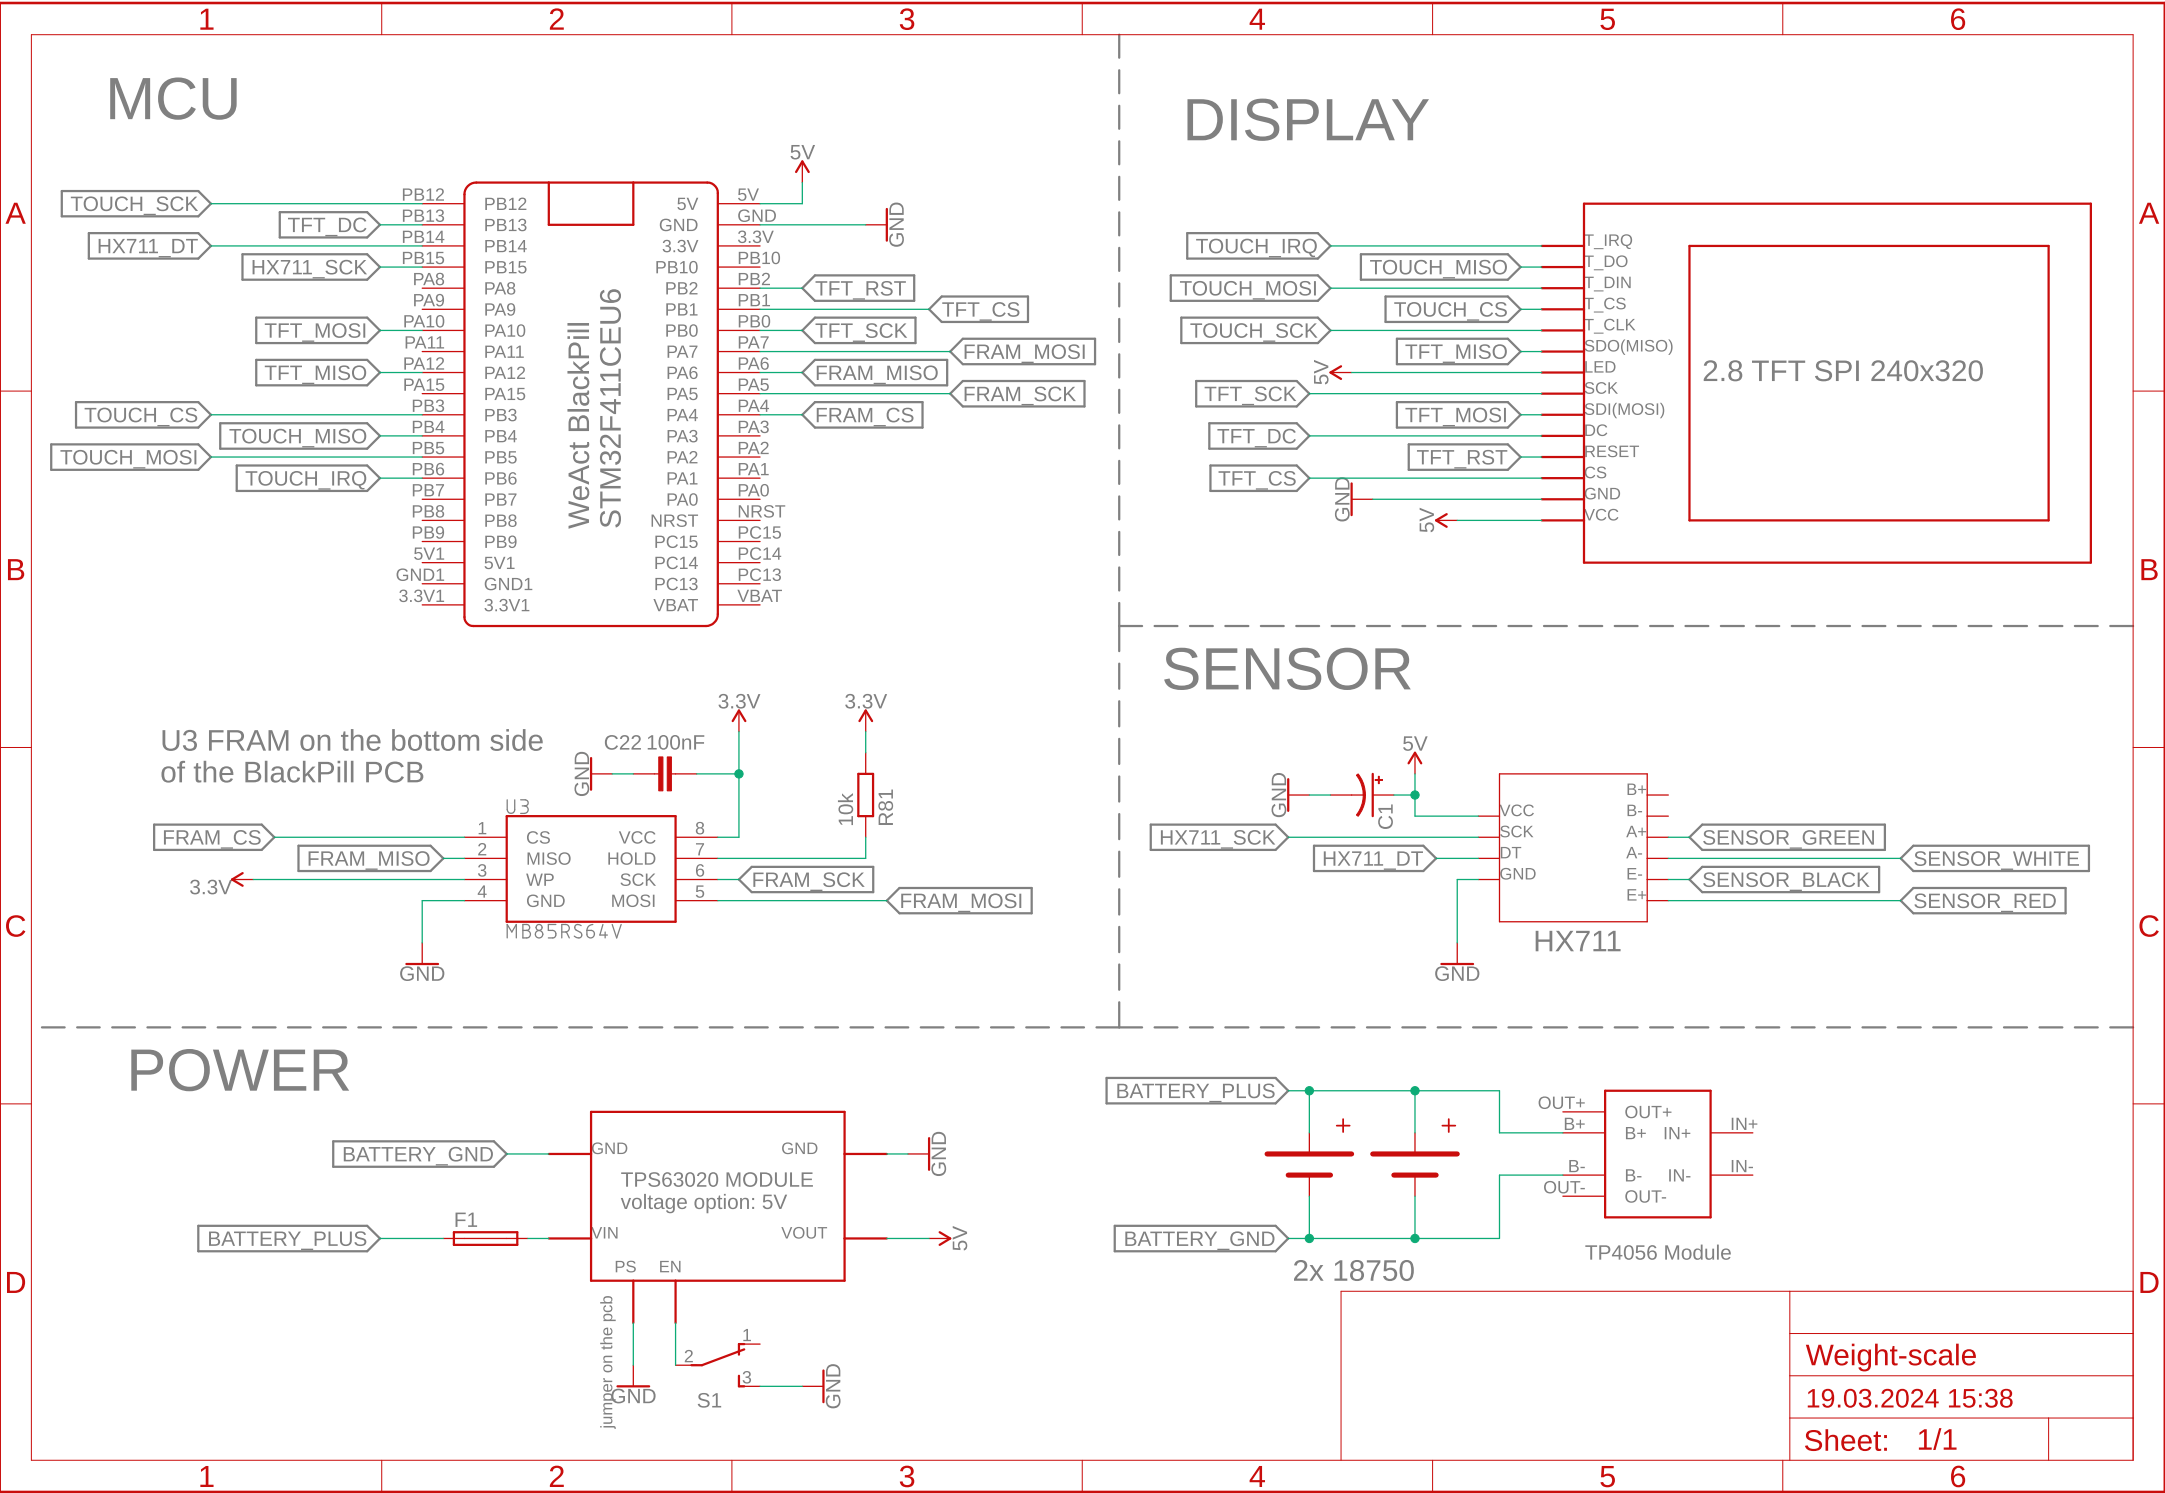 1 2 3 4 5 6
A
B
C
D
MCU
5V
TOUCH_SCK
TFT_DC
HX711_DT
HX711_SCK
TFT_MOSI
TFT_MISO
TOUCH_CS
TOUCH_MISO
TOUCH_MOSI
TOUCH_IRQ
PB12 PB12
PB13 PB13
PB14 PB14
PB15 PB15
PA8 PA8
PA9 PA9
PA10 PA10
PA11 PA11
PA12 PA12
PA15 PA15
PB3 PB3
PB4 PB4
PB5 PB5
PB6 PB6
PB7 PB7
PB8 PB8
PB9 PB9
5V1 5V1
GND1 GND1
3.3V1 3.3V1
WeAct BlackPill
STM32F411CEU6
5V 5V
GND GND
GND
3.3V 3.3V
PB10 PB10
PB2 PB2 TFT_RST
PB1 PB1 TFT_CS
PB0 PB0 TFT_SCK
PA7 PA7 FRAM_MOSI
PA6 PA6 FRAM_MISO
PA5 PA5 FRAM_SCK
PA4 PA4 FRAM_CS
PA3 PA3
PA2 PA2
PA1 PA1
PA0 PA0
NRST NRST
PC15 PC15
PC14 PC14
PC13 PC13
VBAT VBAT
U3 FRAM on the bottom side
of the BlackPill PCB
3.3V
3.3V
GND
C22 100nF
10k
R81
U3
FRAM_CS 1 CS VCC 8
FRAM_MISO 2 MISO HOLD 7
3.3V 3 WP SCK 6 FRAM_SCK
4 GND MOSI 5 FRAM_MOSI
MB85RS64V
GND
DISPLAY
TOUCH_IRQ T_IRQ
TOUCH_MISO T_DO
TOUCH_MOSI T_DIN
TOUCH_CS T_CS
TOUCH_SCK T_CLK
TFT_MISO SDO(MISO)
5V LED
TFT_SCK SCK
TFT_MOSI SDI(MOSI)
TFT_DC DC
TFT_RST RESET
TFT_CS CS
GND GND
5V VCC
2.8 TFT SPI 240x320
SENSOR
5V
GND
C1
+
VCC
HX711_SCK SCK
HX711_DT DT
GND
GND
B+
B-
A+ SENSOR_GREEN
A- SENSOR_WHITE
E- SENSOR_BLACK
E+ SENSOR_RED
HX711
POWER
BATTERY_GND GND GND GND
TPS63020 MODULE
voltage option: 5V
F1
BATTERY_PLUS VIN VOUT 5V
PS EN
jumper on the pcb
GND
1
2
3
S1
GND
BATTERY_PLUS
+ +
BATTERY_GND
2x 18750
OUT+ OUT+
B+ B+ IN+ IN+
B- B- IN- IN-
OUT- OUT-
TP4056 Module
Weight-scale
19.03.2024 15:38
Sheet: 1/1
A
B
C
D
1 2 3 4 5 6